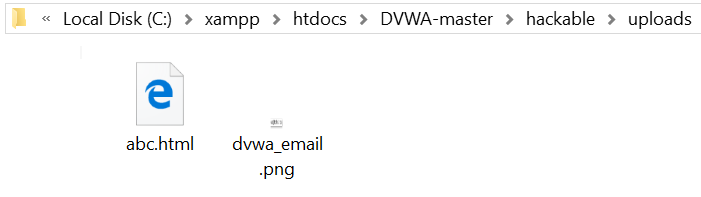 « Local Disk (C:) > xampp > htdocs > DVWA-master > hackable > uploads
abc.html
dvwa_email
.png